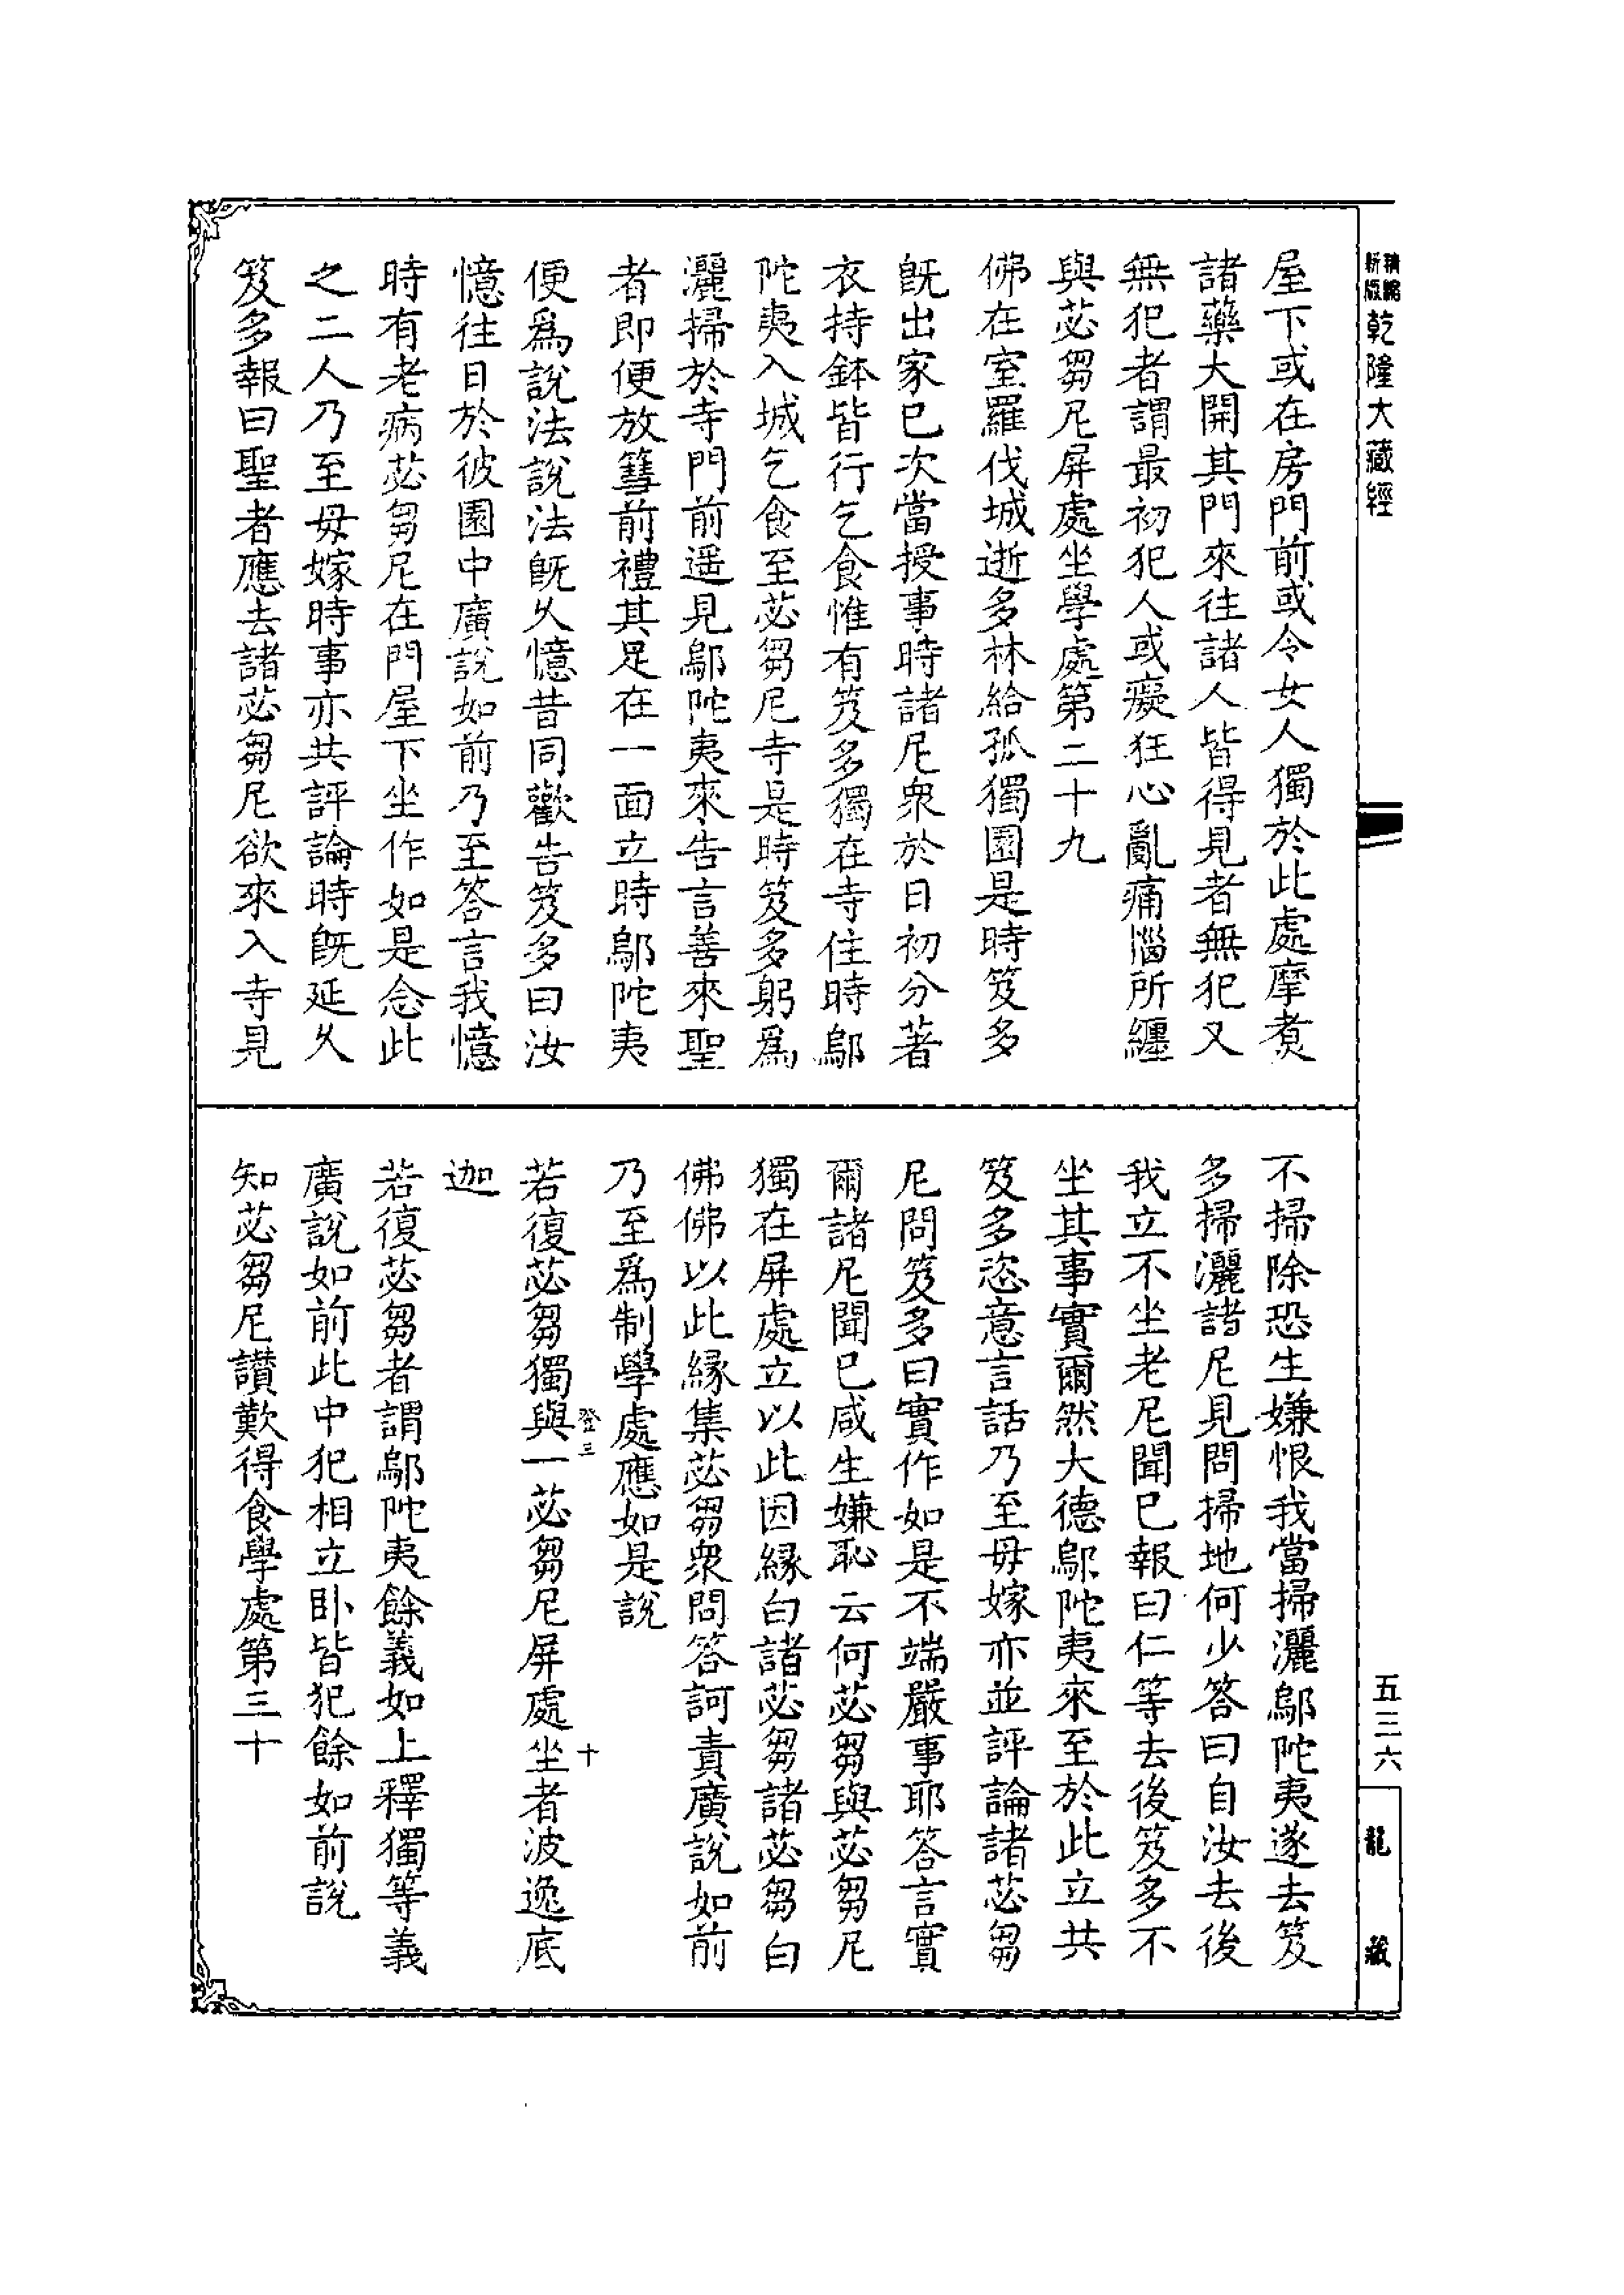 新版 精編 乾隆大藏經
屋下或在房門前或令女人獨於此處摩煮
諸藥大開其門來往諸人皆得見者無犯又
無犯者謂最初犯人或癡狂心亂痛惱所纏
與苾芻尼屏處坐學處第二十九
佛在室羅伐城逝多林給孤獨園是時笈多
旣出家已次當授事時諸尼衆於日初分著
衣持鉢皆行乞食惟有笈多獨在寺住時鄔
陀夷入城乞食至苾芻尼寺是時笈多躬爲
灑掃於寺門前遥見鄔陀夷來告言善來聖
者即便放篲前禮其足在一面立時鄔陀夷
便爲說法說法旣久憶昔同歡告笈多曰汝
憶往日於彼園中廣說如前乃至答言我憶
時有老病苾芻尼在門屋下坐作如是念此
之二人乃至毋嫁時事亦共評論時旣延久
笈多報曰聖者應去諸苾芻尼欲來入寺見
不掃除恐生嫌恨我當掃灑鄔陀夷遂去笈
多掃灑諸尼見問掃地何少答曰自汝去後
我立不坐老尼聞已報曰仁等去後笈多不
坐其事實爾然大德鄔陀夷來至於此立共
笈多恣意言話乃至毋嫁亦並評論諸苾芻
尼問笈多曰實作如是不端嚴事耶答言實
爾諸尼聞已咸生嫌恥云何苾芻與苾芻尼
獨在屏處立以此因緣白諸苾芻諸苾芻白
佛佛以此緣集苾芻衆問答訶責廣說如前
乃至爲制學處應如是說
登三 十
若復苾芻獨與一苾芻尼屏處坐者波逸底
迦
若復苾芻者謂鄔陀夷餘義如上釋獨等義
廣說如前此中犯相立卧皆犯餘如前說
知苾芻尼讃歎得食學處第三十
五三六
龍藏